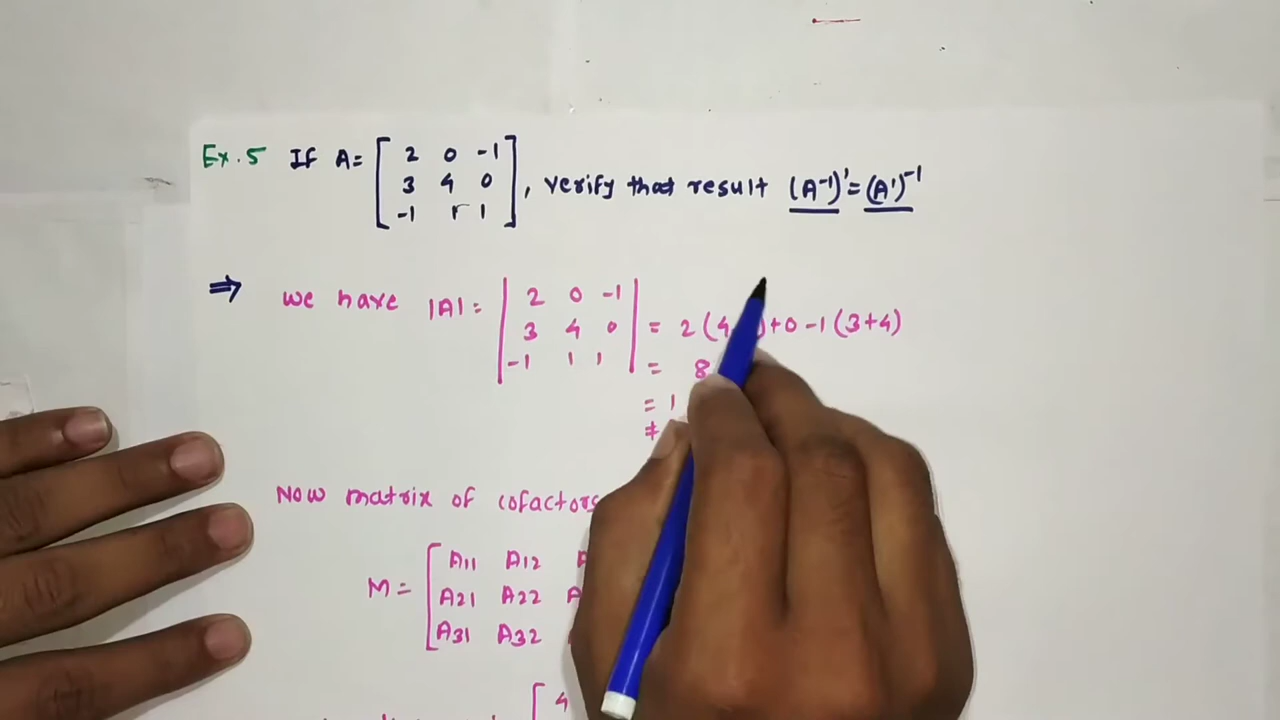 Ex. 5 If A= [ 2 0 -1
3 4 0
-1 1 1 ], verify that result (A⁻¹)'=(A')⁻¹
⇒ we have |A| = | 2 0 -1
3 4 0
-1 1 1 | = 2(4 )+0-1(3+4)
= 8
= 1
≠
Now matrix of cofactors
M = [ A11 A12
A21 A22
A31 A32
[ 4